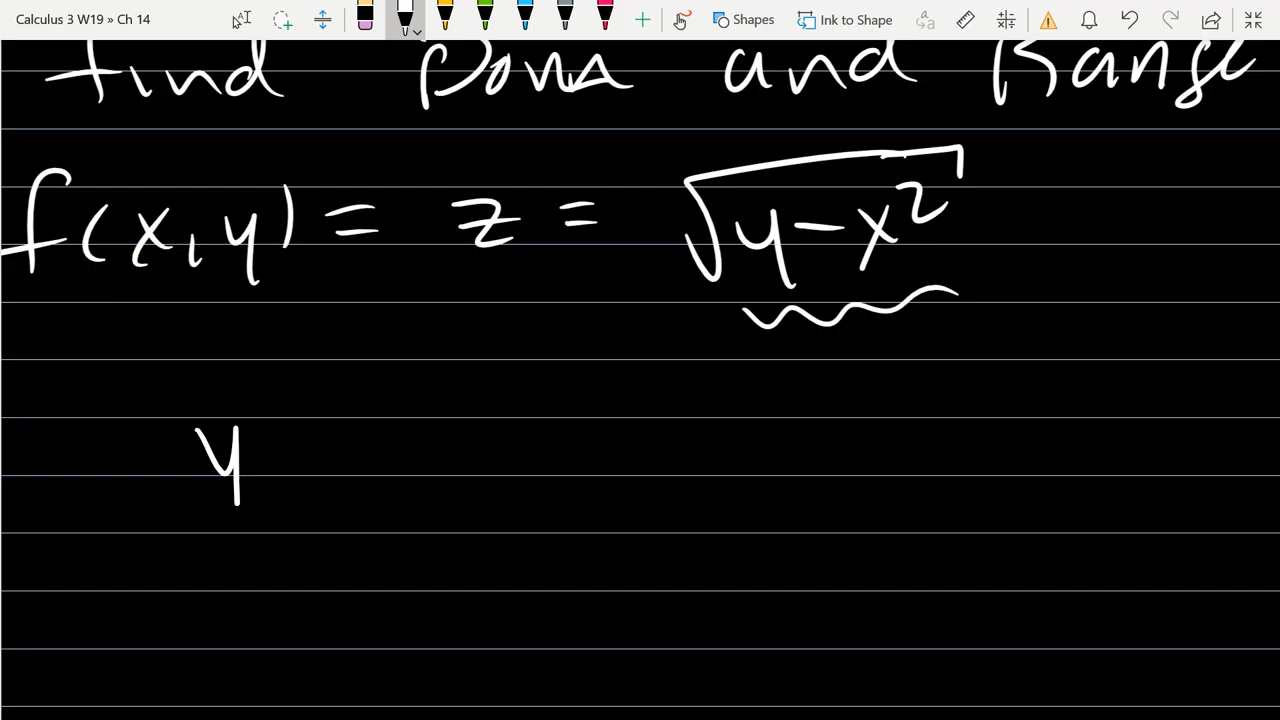 Calculus 3 W19 » Ch 14
Shapes
Ink to Shape
find Doma and Range
f(x,y) = z = √(y-x²)
y